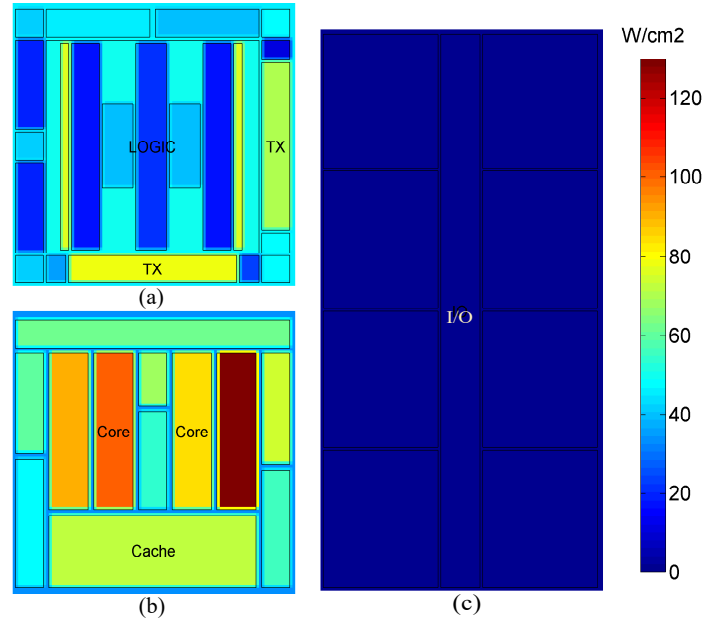 LOGIC
TX
TX
(a)
Core
Core
Cache
(b)
I/O
(c)
W/cm2
120
100
80
60
40
20
0